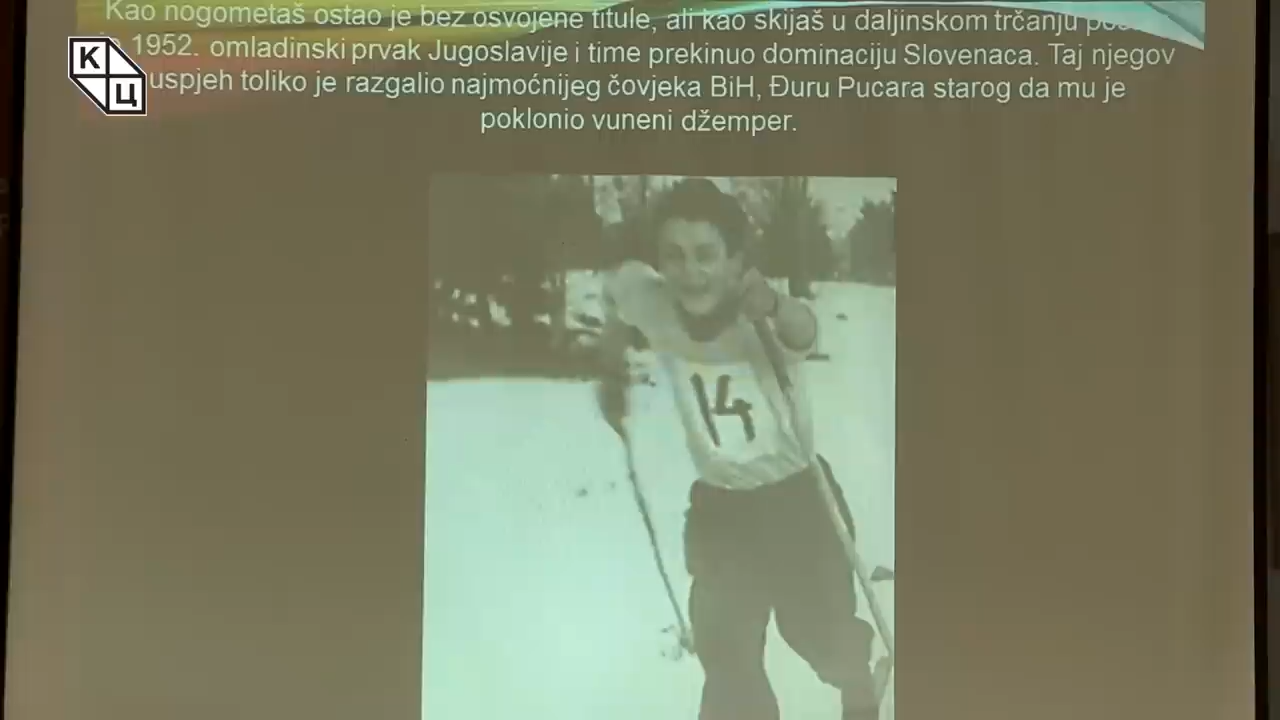 Kao nogometaš ostao je bez osvojene titule, ali kao skijaš u daljinskom trčanju
1952. omladinski prvak Jugoslavije i time prekinuo dominaciju Slovenaca. Taj njegov
uspjeh toliko je razgalio najmoćnijeg čovjeka BiH, Đuru Pucara starog da mu je
poklonio vuneni džemper.
К
Ц
14